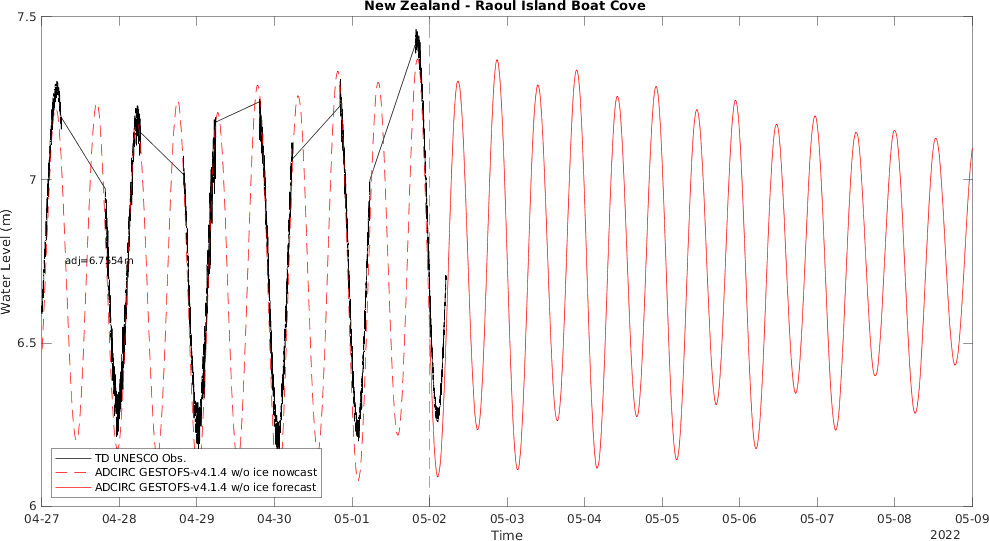 New Zealand - Raoul Island Boat Cove
7.5
7
6.5
6
Water Level (m)
adj=6.7554m
TD UNESCO Obs.
ADCIRC GESTOFS-v4.1.4 w/o ice nowcast
ADCIRC GESTOFS-v4.1.4 w/o ice forecast
04-27 04-28 04-29 04-30 05-01 05-02 05-03 05-04 05-05 05-06 05-07 05-08 05-09
Time
2022